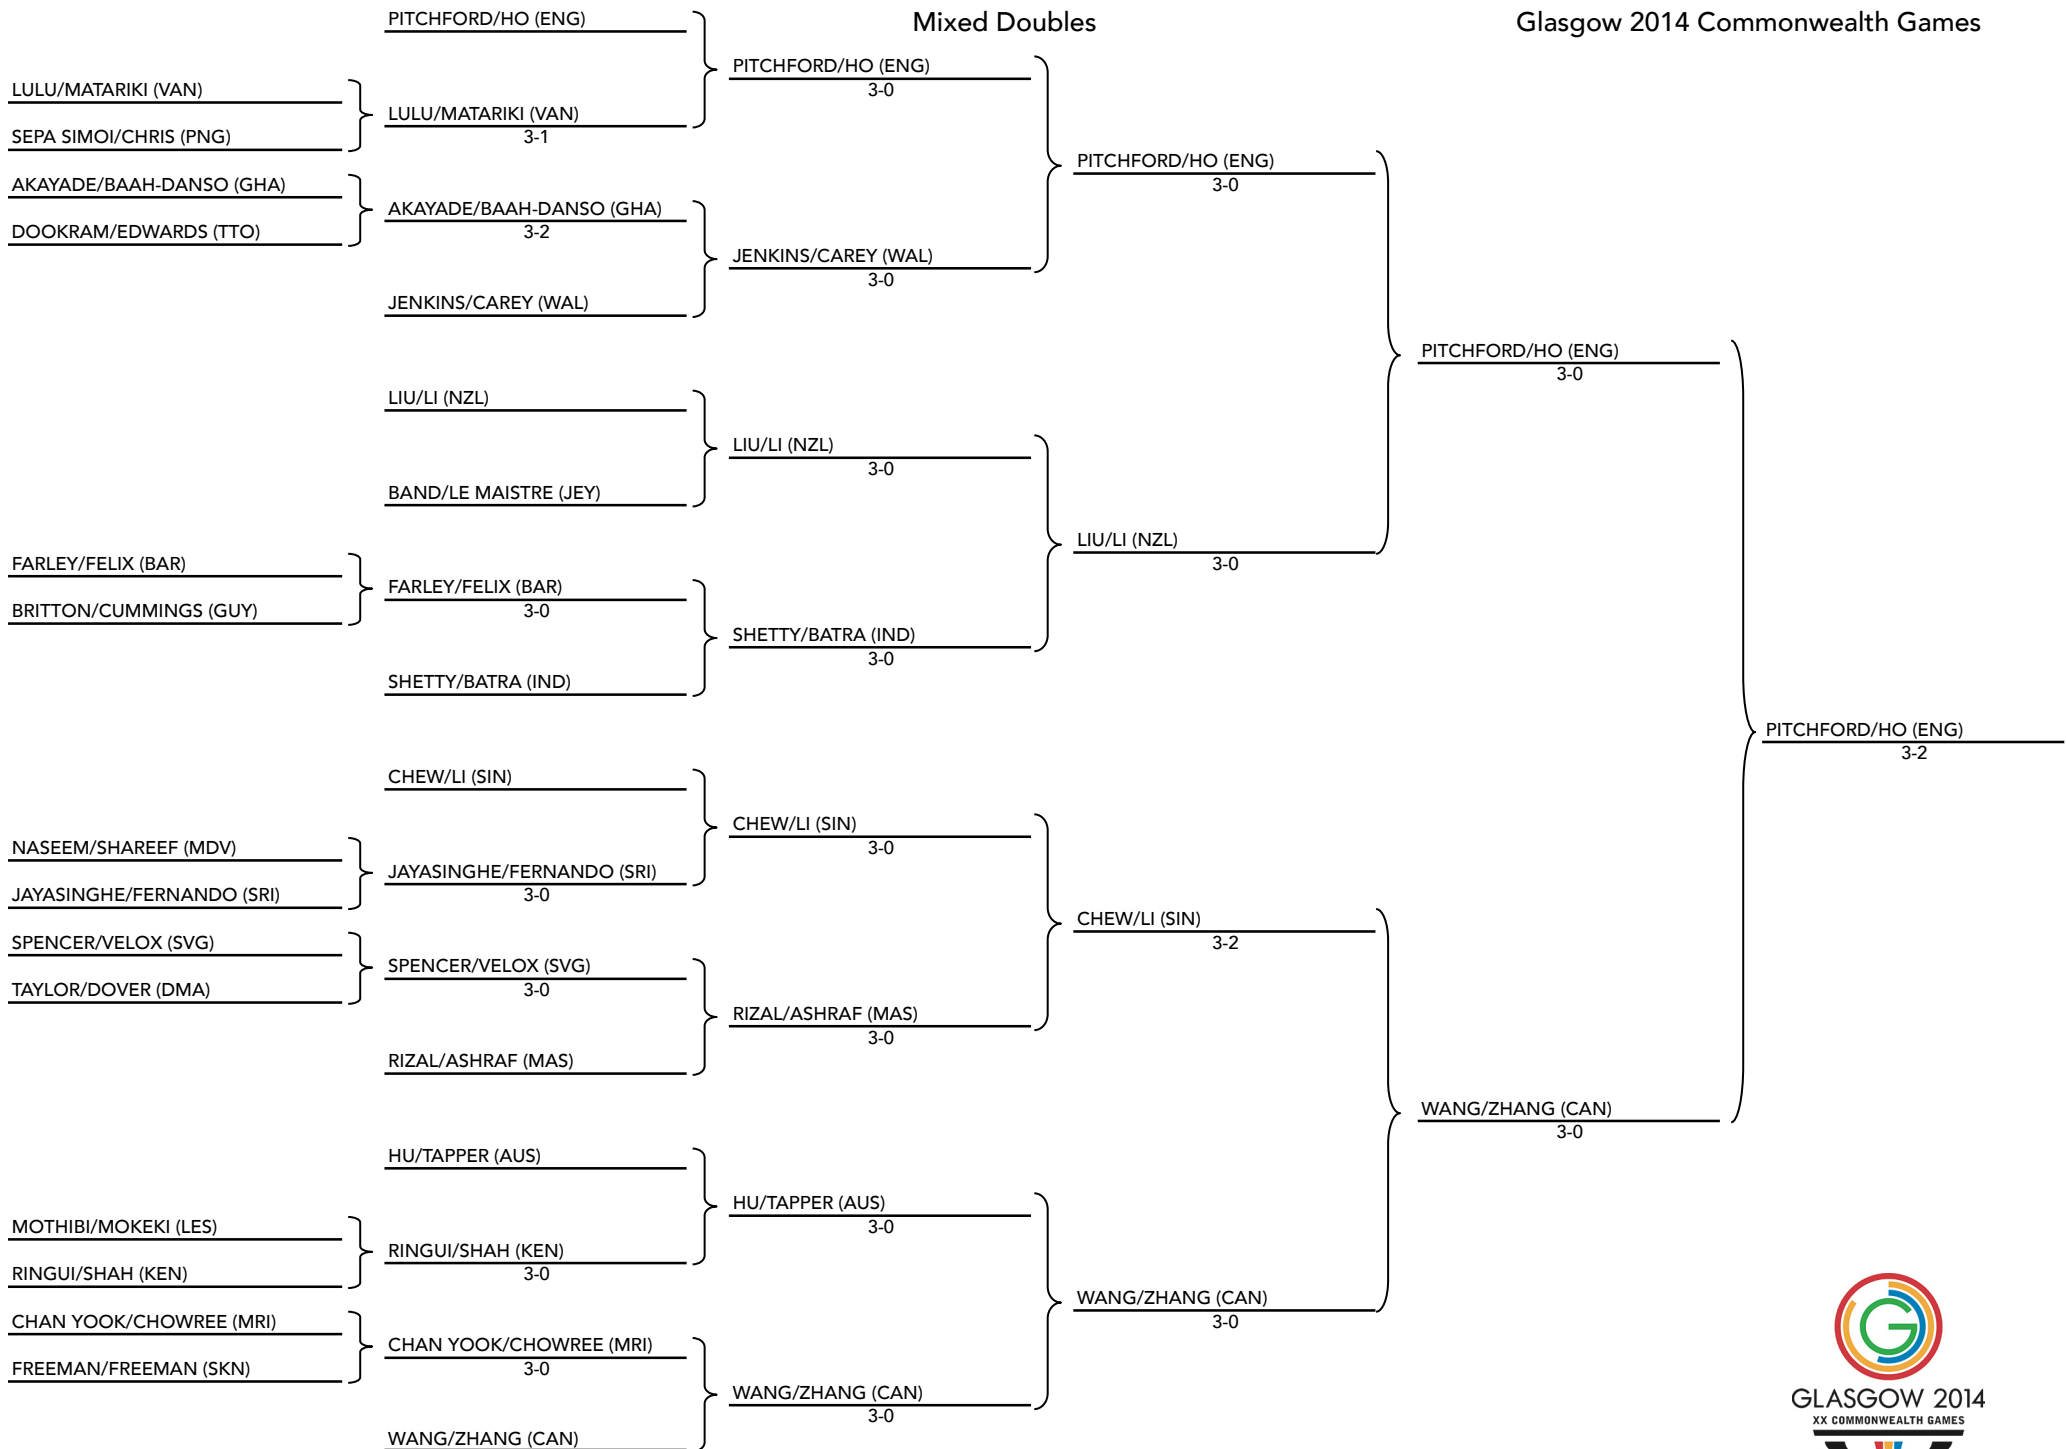 Mixed Doubles
Glasgow 2014 Commonwealth Games
LULU/MATARIKI (VAN)
SEPA SIMOI/CHRIS (PNG)
AKAYADE/BAAH-DANSO (GHA)
DOOKRAM/EDWARDS (TTO)
FARLEY/FELIX (BAR)
BRITTON/CUMMINGS (GUY)
NASEEM/SHAREEF (MDV)
JAYASINGHE/FERNANDO (SRI)
SPENCER/VELOX (SVG)
TAYLOR/DOVER (DMA)
MOTHIBI/MOKEKI (LES)
RINGUI/SHAH (KEN)
CHAN YOOK/CHOWREE (MRI)
FREEMAN/FREEMAN (SKN)
PITCHFORD/HO (ENG)
LULU/MATARIKI (VAN)
3-1
AKAYADE/BAAH-DANSO (GHA)
3-2
JENKINS/CAREY (WAL)
LIU/LI (NZL)
BAND/LE MAISTRE (JEY)
FARLEY/FELIX (BAR)
3-0
SHETTY/BATRA (IND)
CHEW/LI (SIN)
JAYASINGHE/FERNANDO (SRI)
3-0
SPENCER/VELOX (SVG)
3-0
RIZAL/ASHRAF (MAS)
HU/TAPPER (AUS)
RINGUI/SHAH (KEN)
3-0
CHAN YOOK/CHOWREE (MRI)
3-0
WANG/ZHANG (CAN)
PITCHFORD/HO (ENG)
3-0
JENKINS/CAREY (WAL)
3-0
LIU/LI (NZL)
3-0
SHETTY/BATRA (IND)
3-0
CHEW/LI (SIN)
3-0
RIZAL/ASHRAF (MAS)
3-0
HU/TAPPER (AUS)
3-0
WANG/ZHANG (CAN)
3-0
PITCHFORD/HO (ENG)
3-0
LIU/LI (NZL)
3-0
CHEW/LI (SIN)
3-2
WANG/ZHANG (CAN)
3-0
PITCHFORD/HO (ENG)
3-0
WANG/ZHANG (CAN)
3-0
PITCHFORD/HO (ENG)
3-2
GLASGOW 2014
XX COMMONWEALTH GAMES